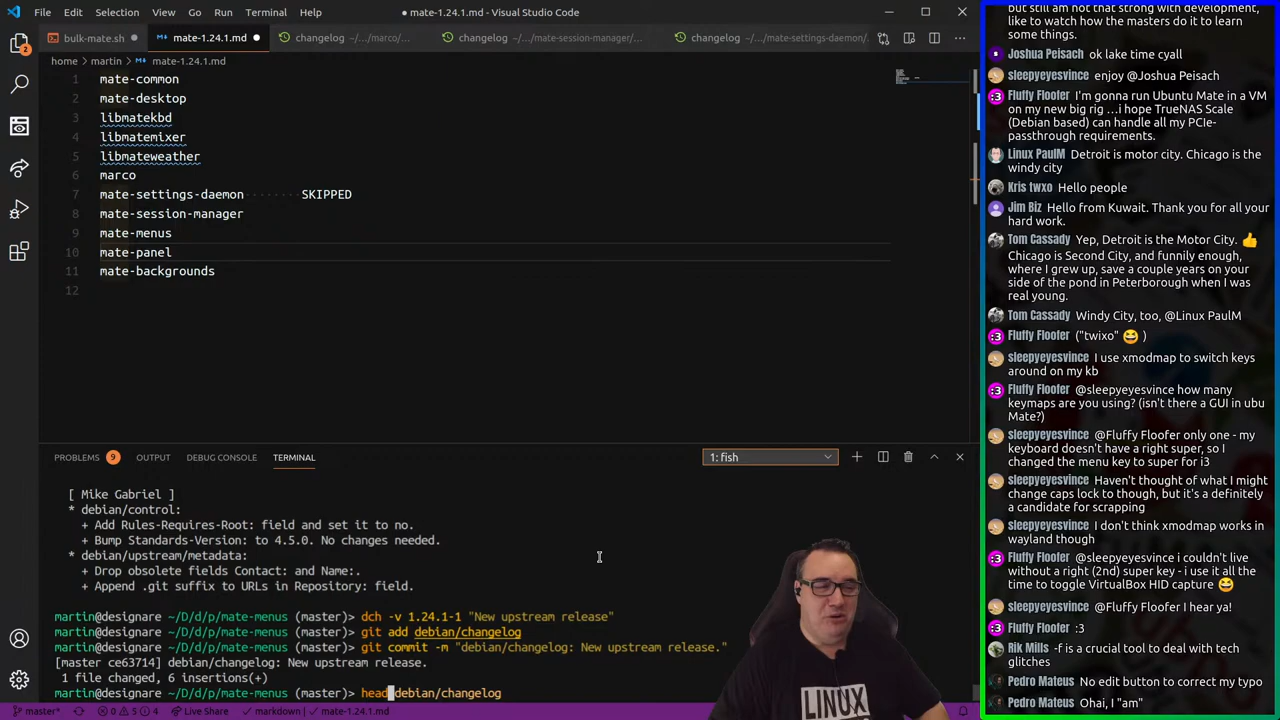 File Edit Selection View Go Run Terminal Help
● mate-1.24.1.md - Visual Studio Code
bulk-mate.sh ●
mate-1.24.1.md ●
changelog ~/.../marco/
changelog ~/.../mate-session-manager/...
changelog ~/.../mate-settings-daemon/
home > martin > mate-1.24.1.md
1 mate-common
2 mate-desktop
3 libmatekbd
4 libmatemixer
5 libmateweather
6 marco
7 mate-settings-daemon ········ SKIPPED
8 mate-session-manager
9 mate-menus
10 mate-panel
11 mate-backgrounds
12
2
PROBLEMS 9 OUTPUT DEBUG CONSOLE TERMINAL
1: fish
[ Mike Gabriel ]
* debian/control:
+ Add Rules-Requires-Root: field and set it to no.
+ Bump Standards-Version: to 4.5.0. No changes needed.
* debian/upstream/metadata:
+ Drop obsolete fields Contact: and Name:.
+ Append .git suffix to URLs in Repository: field.
martin@designare ~/D/d/p/mate-menus (master)> dch -v 1.24.1-1 "New upstream release"
martin@designare ~/D/d/p/mate-menus (master)> git add debian/changelog
martin@designare ~/D/d/p/mate-menus (master)> git commit -m "debian/changelog: New upstream release."
[master ce63714] debian/changelog: New upstream release.
1 file changed, 6 insertions(+)
martin@designare ~/D/d/p/mate-menus (master)> head debian/changelog
master* 0 5 4 Live Share markdown mate-1.24.1.md
LINUX
but still am not that strong with development,
like to watch how the masters do it to learn
some things.
Joshua Peisach ok lake time cyall
sleepyeyesvince enjoy @Joshua Peisach
Fluffy Floofer I'm gonna run Ubuntu Mate in a VM
on my new big rig ...i hope TrueNAS Scale
(Debian based) can handle all my PCIe-
passthrough requirements.
Linux PaulM Detroit is motor city. Chicago is the
windy city
Kris twxo Hello people
Jim Biz Hello from Kuwait. Thank you for all your
hard work.
Tom Cassady Yep, Detroit is the Motor City. 👍
Chicago is Second City, and funnily enough,
where I grew up, save a couple years on your
side of the pond in Peterborough when I was
real young.
Tom Cassady Windy City, too, @Linux PaulM
Fluffy Floofer ("twixo" 😆 )
sleepyeyesvince I use xmodmap to switch keys
around on my kb
Fluffy Floofer @sleepyeyesvince how many
keymaps are you using? (isn't there a GUI in ubu
Mate?)
sleepyeyesvince @Fluffy Floofer only one - my
keyboard doesn't have a right super, so I
changed the menu key to super for i3
sleepyeyesvince Haven't thought of what I might
change caps lock to though, but it's a definitely
a candidate for scrapping
sleepyeyesvince I don't think xmodmap works in
wayland though
Fluffy Floofer @sleepyeyesvince i couldn't live
without a right (2nd) super key - i use it all the
time to toggle VirtualBox HID capture 😆
sleepyeyesvince @Fluffy Floofer I hear ya!
Fluffy Floofer :3
Rik Mills -f is a crucial tool to deal with tech
glitches
Pedro Mateus No edit button to correct my typo
Pedro Mateus Ohai, I "am"